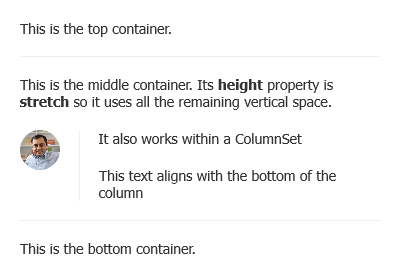 This is the top container.
This is the middle container. Its height property is
stretch so it uses all the remaining vertical space.
It also works within a ColumnSet
This text aligns with the bottom of the
column
This is the bottom container.